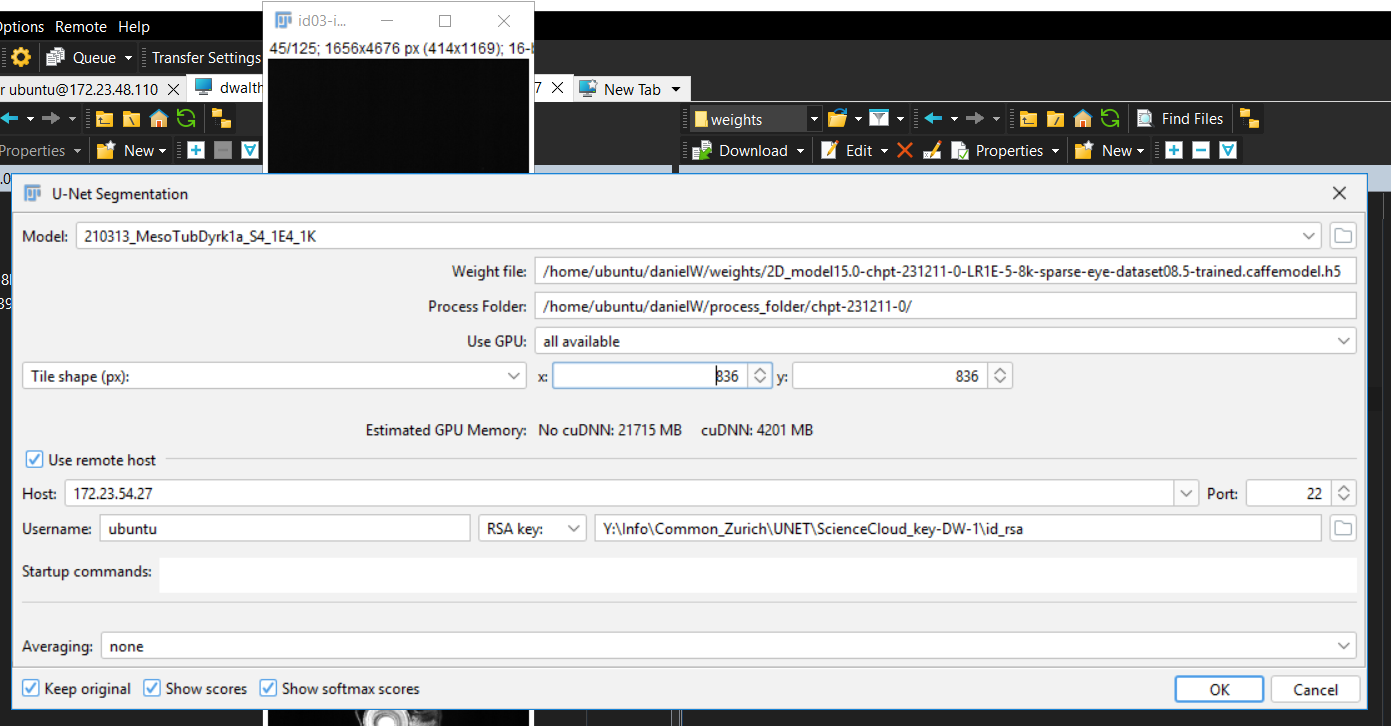 Options Remote Help
id03-i...
45/125; 1656x4676 px (414x1169); 16-b
Queue Transfer Settings
r ubuntu@172.23.48.110 dwalth 7 New Tab
weights Find Files
Properties New Download Edit Properties New
U-Net Segmentation
Model: 210313_MesoTubDyrk1a_S4_1E4_1K
Weight file: /home/ubuntu/danielW/weights/2D_model15.0-chpt-231211-0-LR1E-5-8k-sparse-eye-dataset08.5-trained.caffemodel.h5
Process Folder: /home/ubuntu/danielW/process_folder/chpt-231211-0/
Use GPU: all available
Tile shape (px): x: 836 y: 836
Estimated GPU Memory: No cuDNN: 21715 MB cuDNN: 4201 MB
Use remote host
Host: 172.23.54.27 Port: 22
Username: ubuntu RSA key: Y:\Info\Common_Zurich\UNET\ScienceCloud_key-DW-1\id_rsa
Startup commands:
Averaging: none
Keep original Show scores Show softmax scores OK Cancel